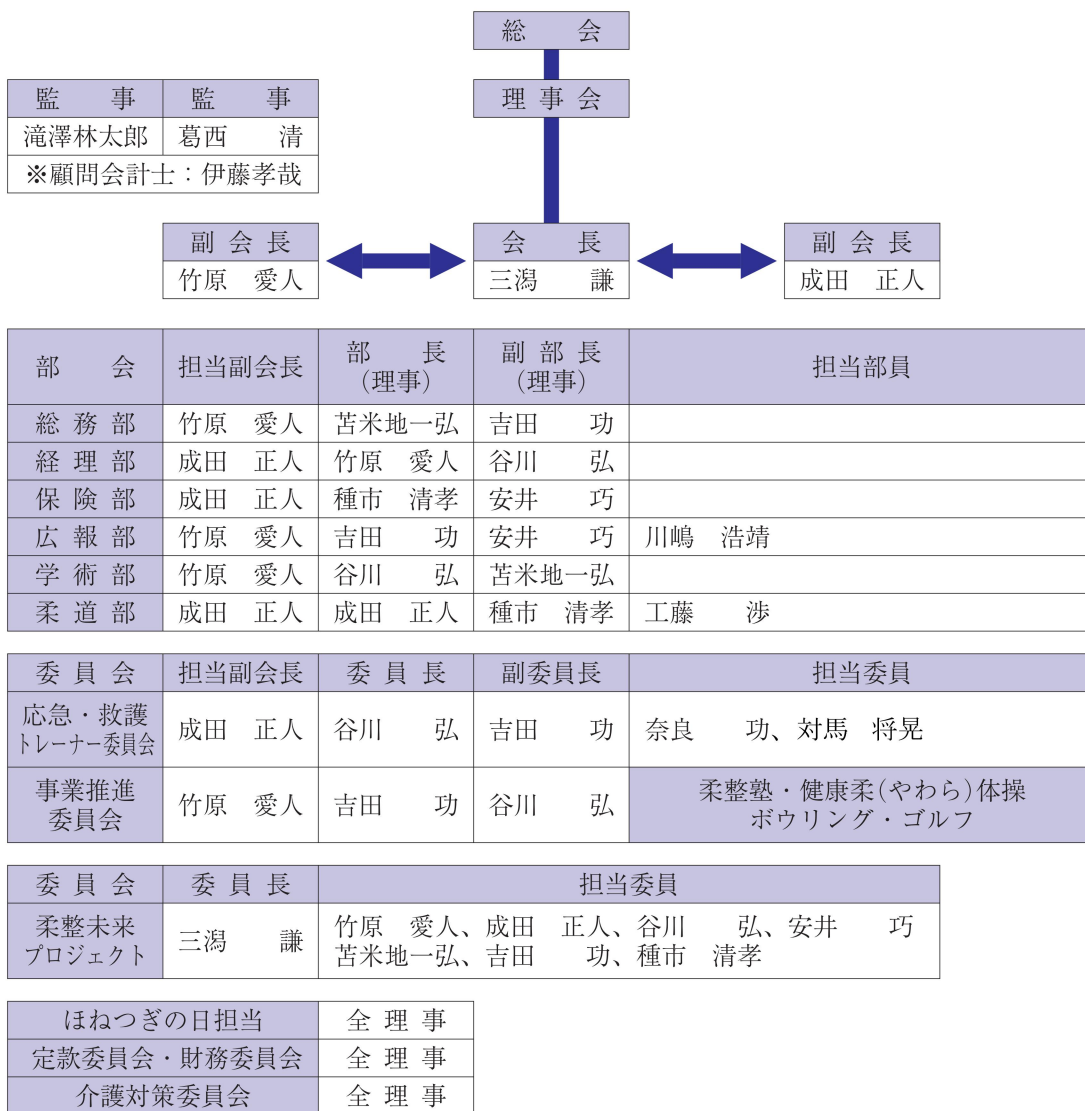 総　会
理事会
監　事　監　事
滝澤林太郎　葛西　清
※顧問会計士：伊藤孝哉
副会長　会　長　副会長
竹原　愛人　三潟　謙　成田　正人
部　会　担当副会長　部　長（理事）　副部長（理事）　担当部員
総務部　竹原　愛人　苫米地一弘　吉田　功
経理部　成田　正人　竹原　愛人　谷川　弘
保険部　成田　正人　種市　清孝　安井　巧
広報部　竹原　愛人　吉田　功　安井　巧　川嶋　浩靖
学術部　竹原　愛人　谷川　弘　苫米地一弘
柔道部　成田　正人　成田　正人　種市　清孝　工藤　渉
委員会　担当副会長　委員長　副委員長　担当委員
応急・救護
トレーナー委員会　成田　正人　谷川　弘　吉田　功　奈良　功、対馬　将晃
事業推進
委員会　竹原　愛人　吉田　功　谷川　弘　柔整塾・健康柔(やわら)体操
ボウリング・ゴルフ
委員会　委員長　担当委員
柔整未来
プロジェクト　三潟　謙　竹原　愛人、成田　正人、谷川　弘、安井　巧
苫米地一弘、吉田　功、種市　清孝
ほねつぎの日担当　全理事
定款委員会・財務委員会　全理事
介護対策委員会　全理事